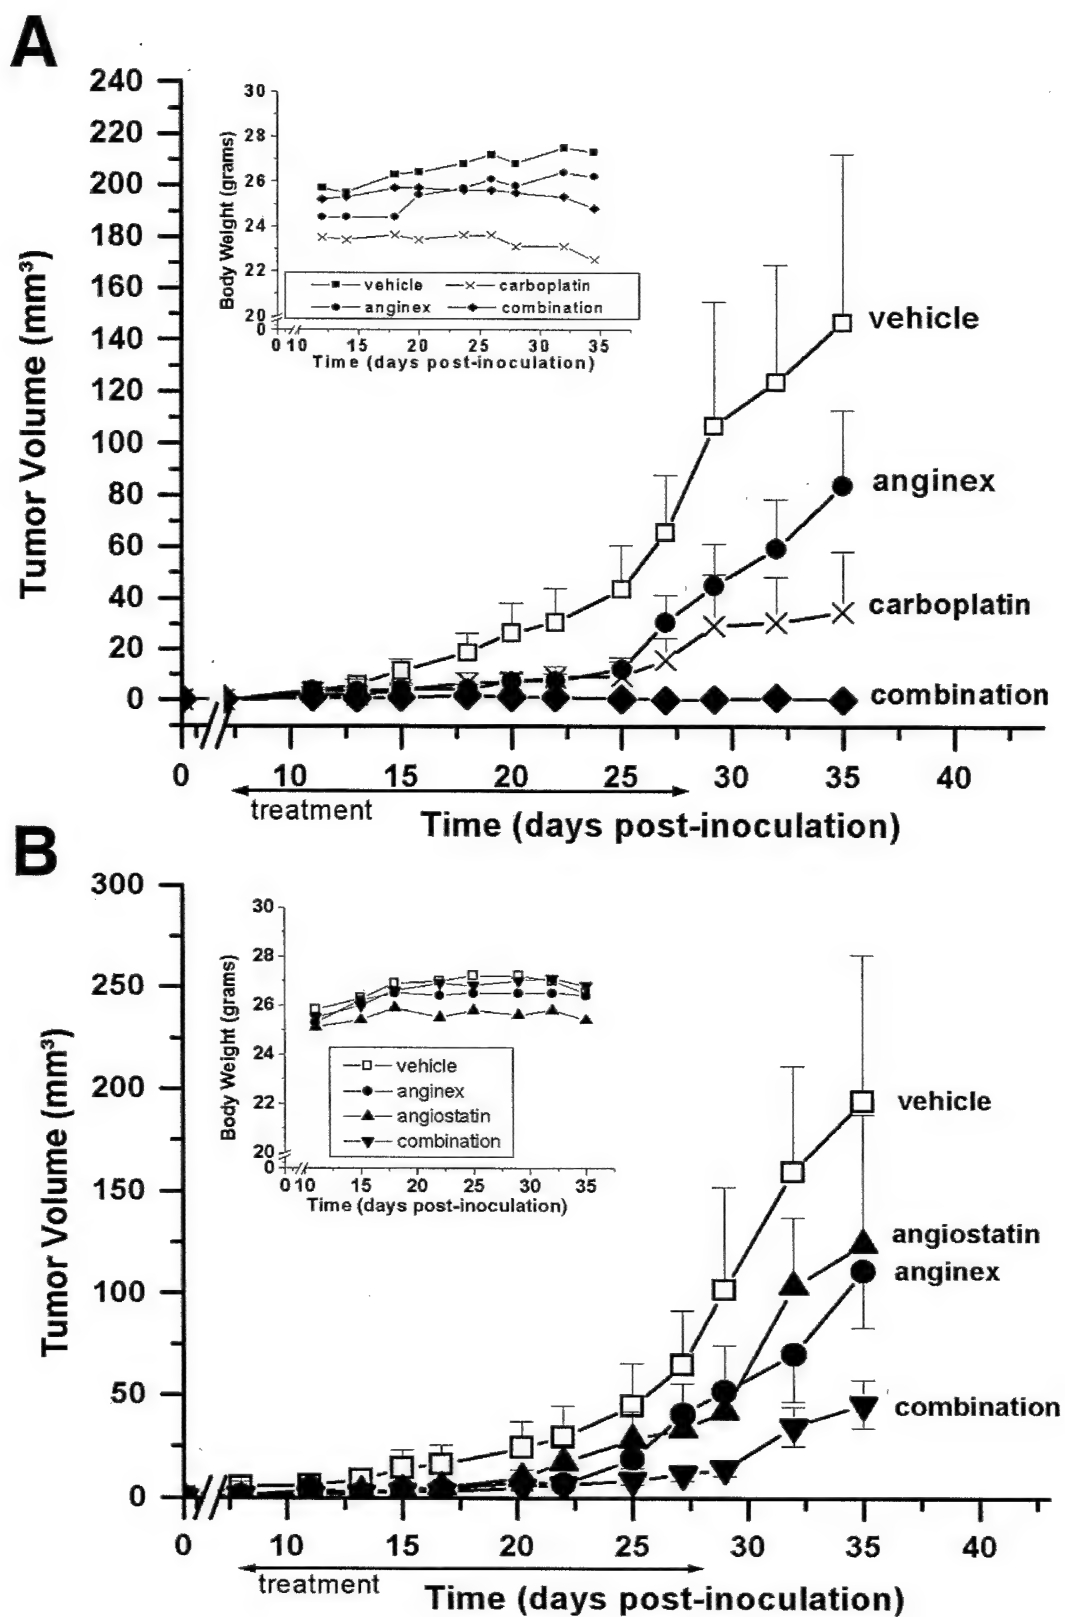 A
240
220
200
180
160
140
120
100
80
60
40
20
0
Tumor Volume (mm³)
30
28
26
24
22
20
0
Body Weight (grams)
vehicle
carboplatin
anginex
combination
0 10 15 20 25 30 35
Time (days post-inoculation)
vehicle
anginex
carboplatin
combination
0 10 15 20 25 30 35 40
treatment
Time (days post-inoculation)
B
300
250
200
150
100
50
0
Tumor Volume (mm³)
30
28
26
24
22
20
0
Body Weight (grams)
vehicle
anginex
angiostatin
combination
0 10 15 20 25 30 35
Time (days post-inoculation)
vehicle
angiostatin
anginex
combination
0 10 15 20 25 30 35 40
treatment
Time (days post-inoculation)